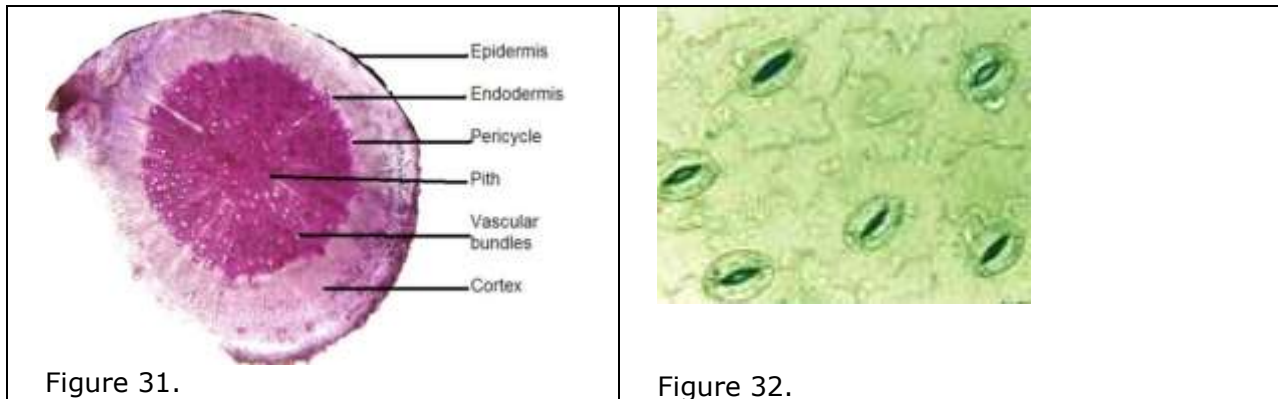 Epidermis
Endodermis
Pericycle
Pith
Vascular
bundles
Cortex
Figure 31.
Figure 32.